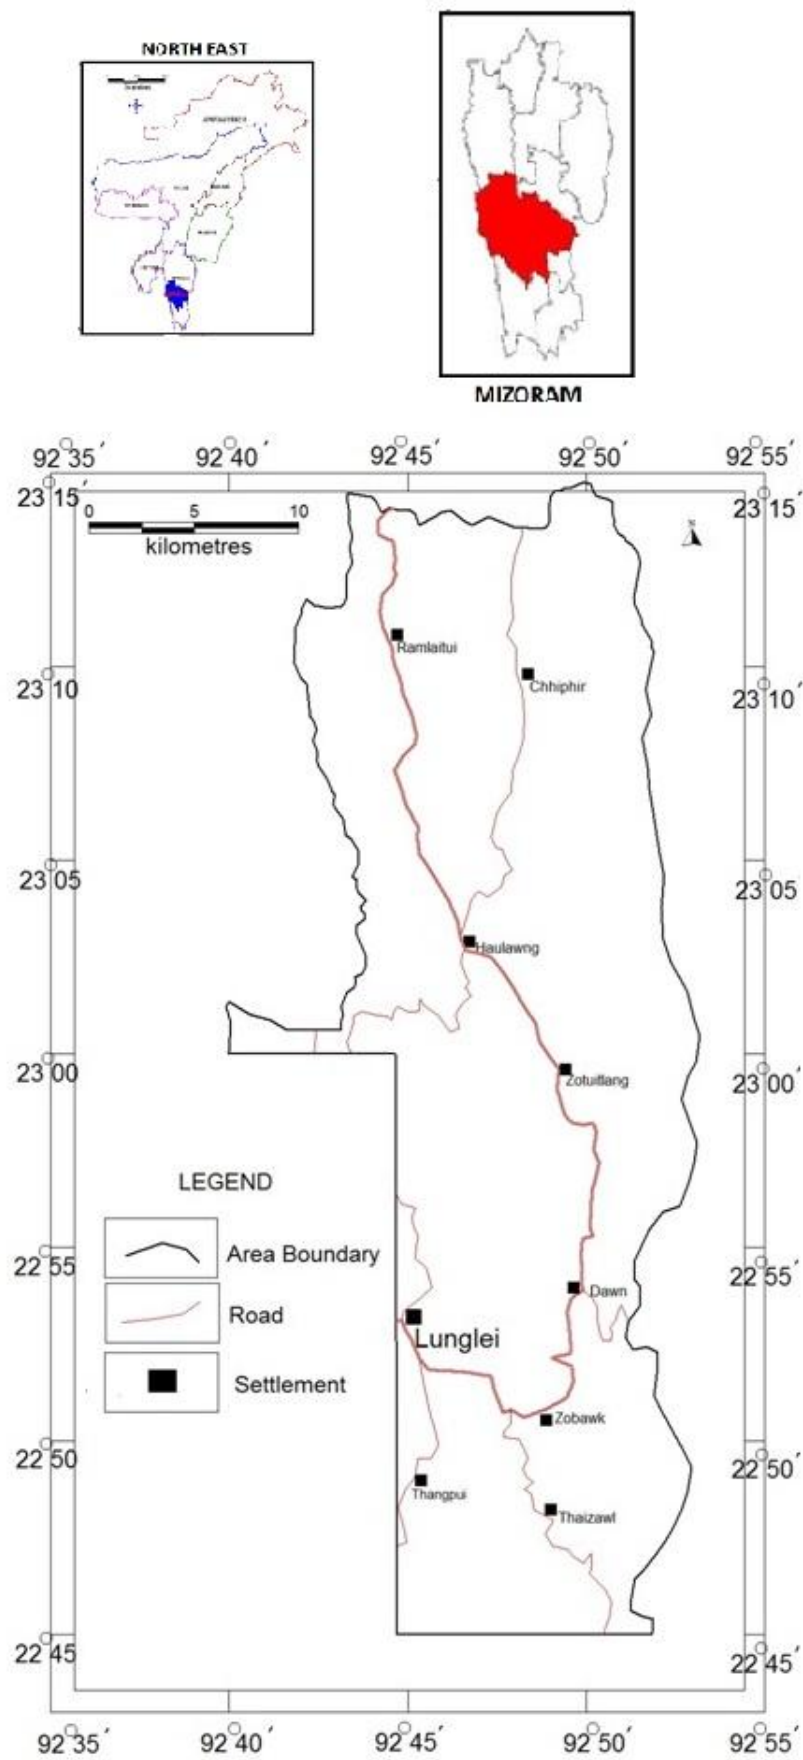 NORTH EAST
MIZORAM
92°35´ 92°40´ 92°45´ 92°50´ 92°55´
23°15´ 23°15´
0 5 10
kilometres
N
Ramlaitui
Chhiphir
23°10 23°10´
23°05 23°05´
Haulawng
23°00 23°00´
Zotuitlang
LEGEND
Area Boundary
22°55 22°55´
Dawn
Road
Lunglei
Settlement
Zobawk
22°50 22°50´
Thangpui
Thaizawl
22°45 22°45´
92°35´ 92°40´ 92°45´ 92°50´ 92°55´